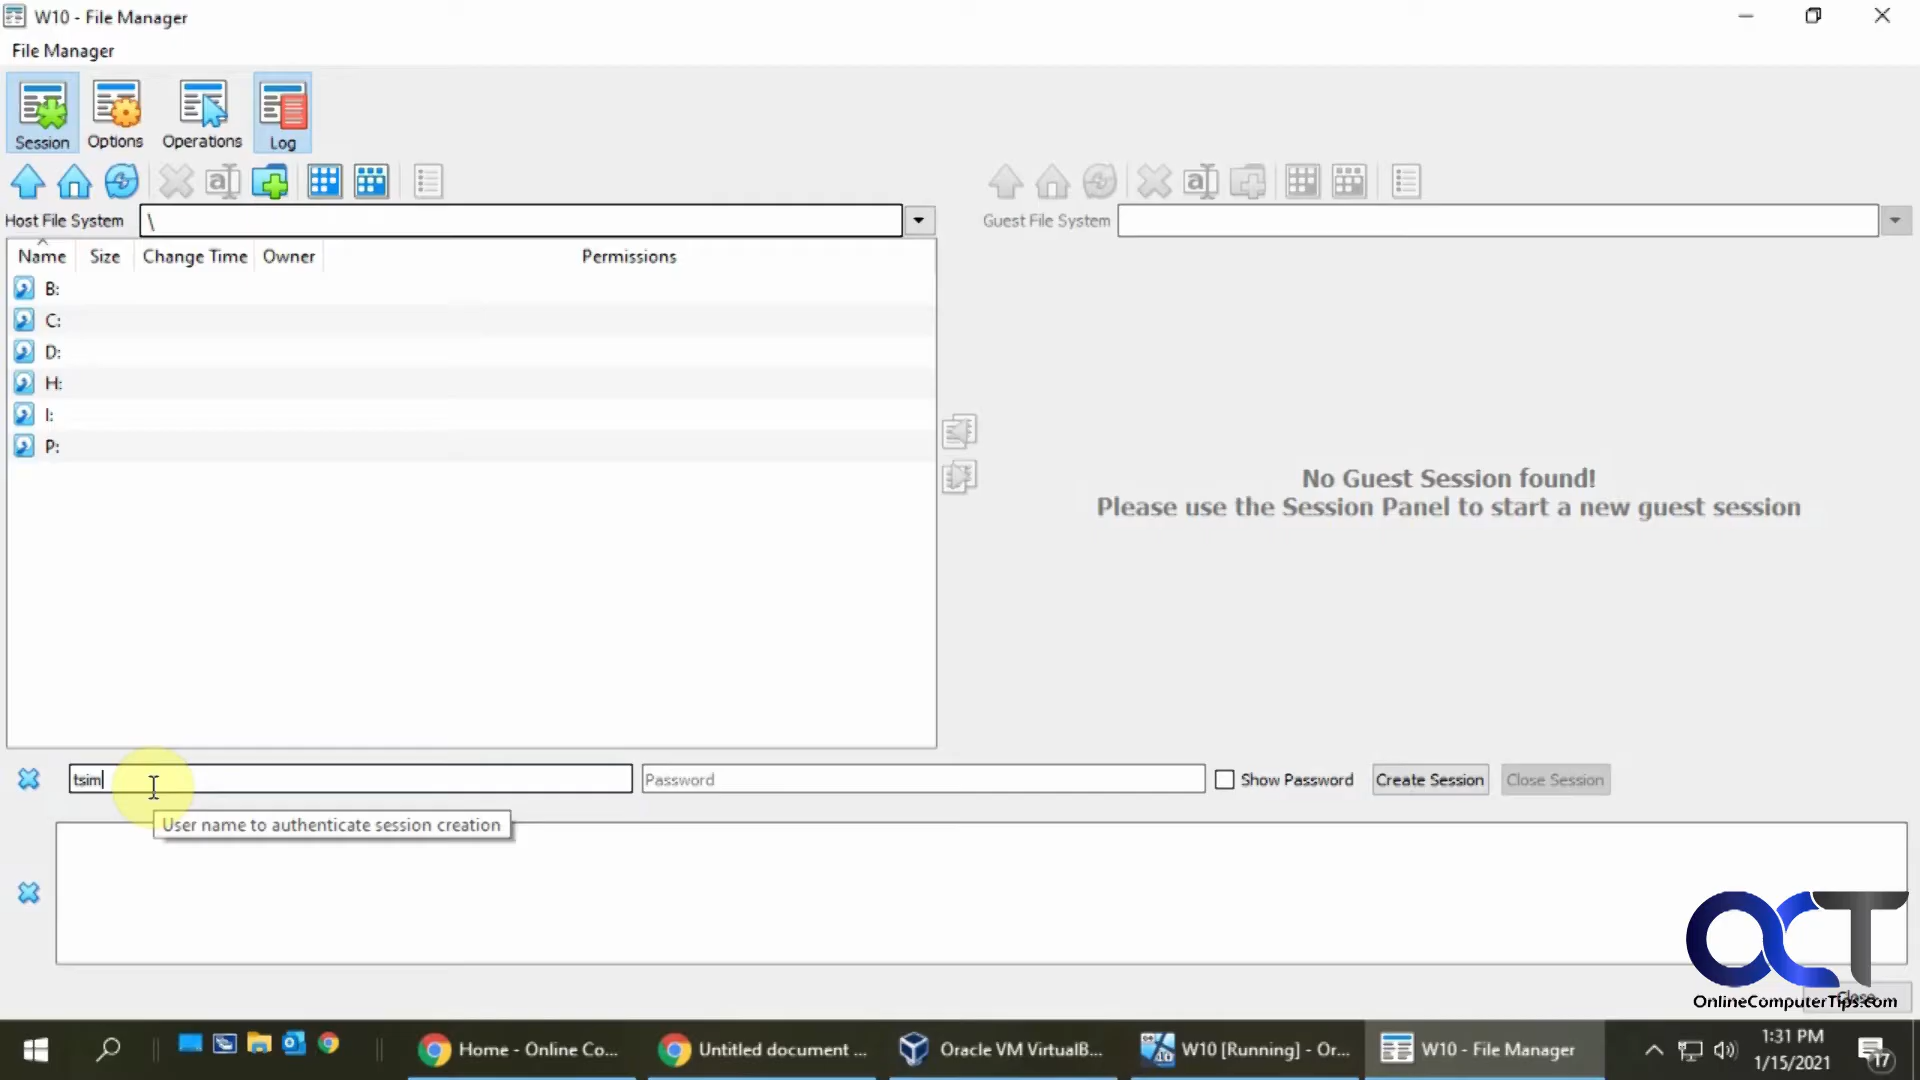 W10 - File Manager
File Manager
Session Options Operations Log
Host File System \
Guest File System
Name Size Change Time Owner Permissions
B:
C:
D:
H:
I:
P:
No Guest Session found!
Please use the Session Panel to start a new guest session
tsim Password Show Password Create Session Close Session
User name to authenticate session creation
OCT
Close
OnlineComputerTips.com
Home - Online Co... Untitled document ... Oracle VM VirtualB... W10 [Running] - Or... W10 - File Manager
1:31 PM
1/15/2021
17